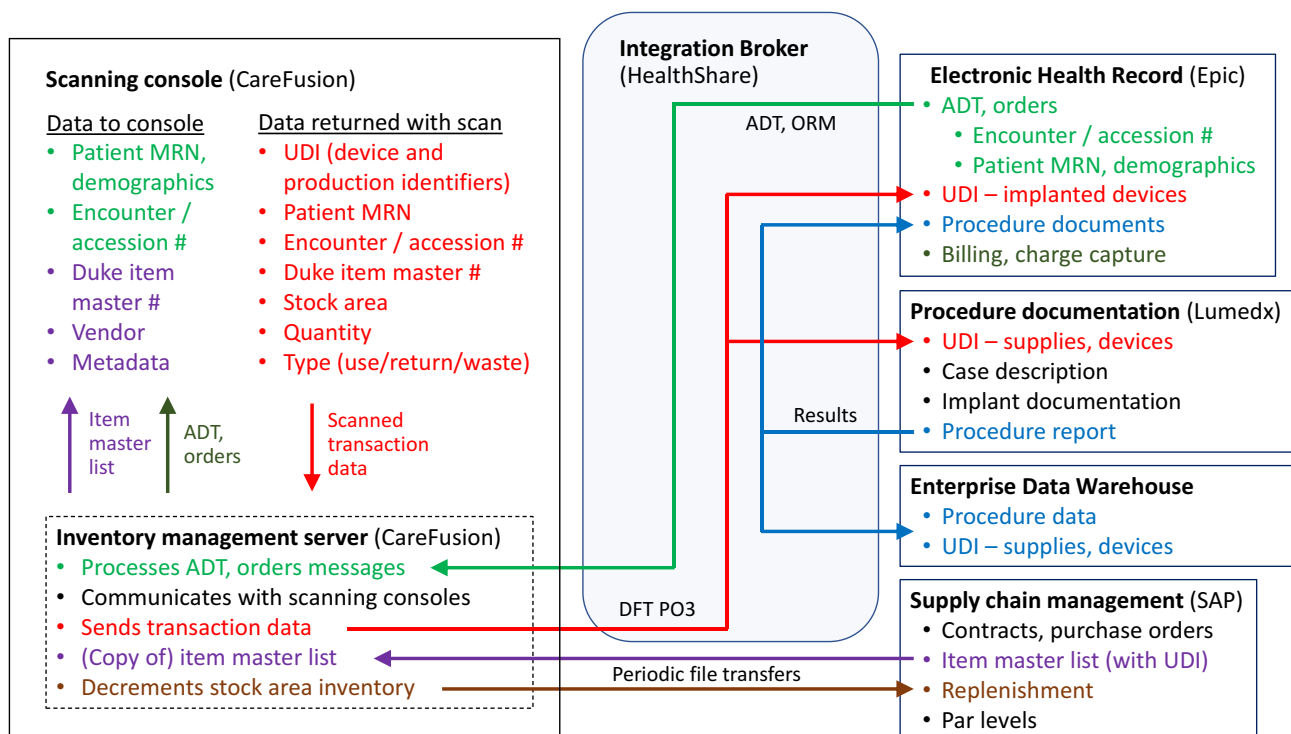 Scanning console (CareFusion)
Data to console
• Patient MRN,
demographics
• Encounter /
accession #
• Duke item
master #
• Vendor
• Metadata
Data returned with scan
• UDI (device and
production identifiers)
• Patient MRN
• Encounter / accession #
• Duke item master #
• Stock area
• Quantity
• Type (use/return/waste)
Item
master
list
ADT,
orders
Scanned
transaction
data
Inventory management server (CareFusion)
• Processes ADT, orders messages
• Communicates with scanning consoles
• Sends transaction data
• (Copy of) item master list
• Decrements stock area inventory
Integration Broker
(HealthShare)
ADT, ORM
Results
DFT PO3
Periodic file transfers
Electronic Health Record (Epic)
• ADT, orders
• Encounter / accession #
• Patient MRN, demographics
• UDI – implanted devices
• Procedure documents
• Billing, charge capture
Procedure documentation (Lumedx)
• UDI – supplies, devices
• Case description
• Implant documentation
• Procedure report
Enterprise Data Warehouse
• Procedure data
• UDI – supplies, devices
Supply chain management (SAP)
• Contracts, purchase orders
• Item master list (with UDI)
• Replenishment
• Par levels